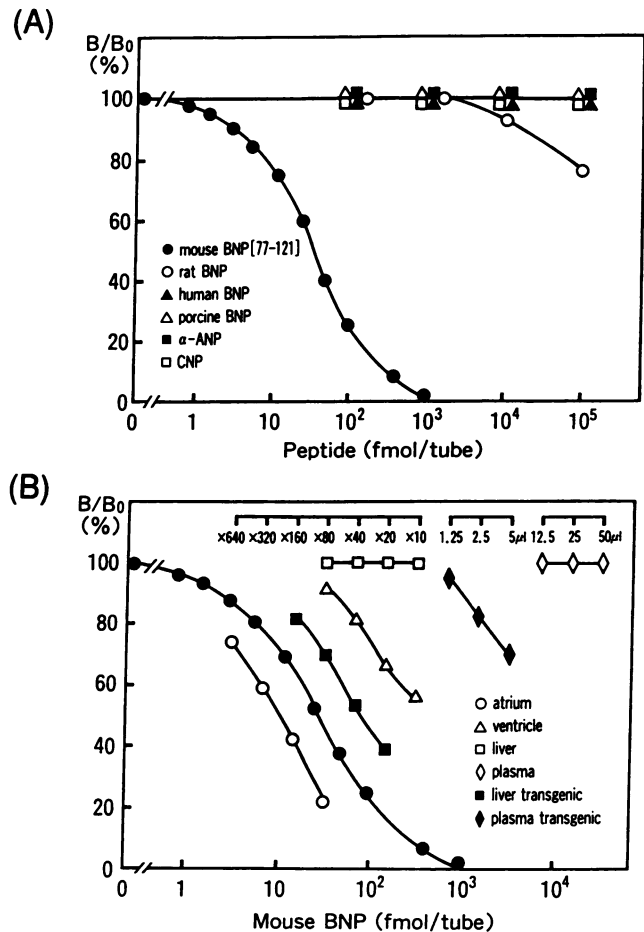 (A)
B/B0
(%)
100
80
60
40
20
0
mouse BNP[77-121]
rat BNP
human BNP
porcine BNP
α-ANP
CNP
0 1 10 10² 10³ 10⁴ 10⁵
Peptide (fmol/tube)
(B)
B/B0
(%)
×640 ×320 ×160 ×80 ×40 ×20 ×10 1.25 2.5 5μl 12.5 25 50μl
100
80
60
40
20
0
atrium
ventricle
liver
plasma
liver transgenic
plasma transgenic
0 1 10 10² 10³ 10⁴
Mouse BNP (fmol/tube)